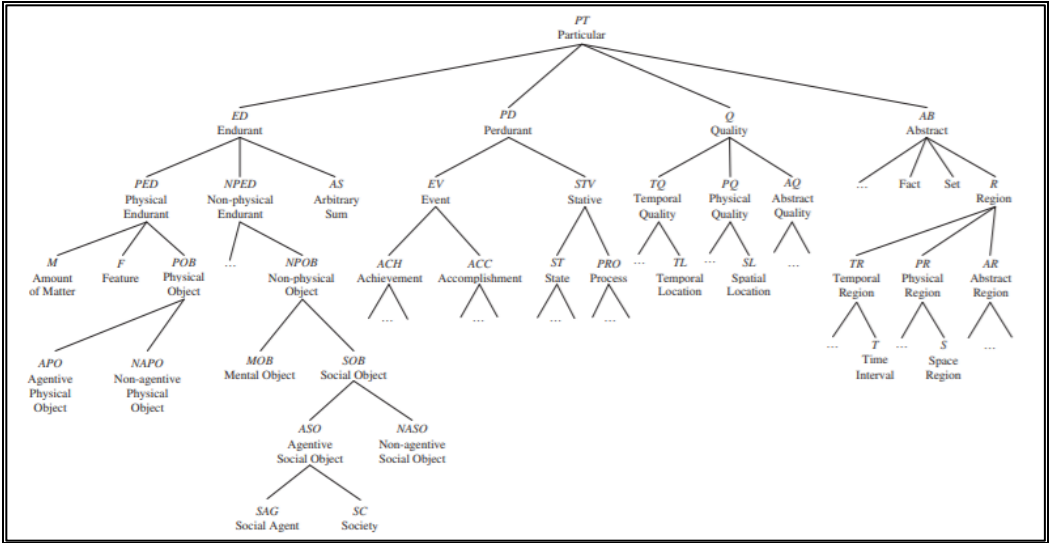 PT
Particular
ED
Endurant
PD
Perdurant
Q
Quality
AB
Abstract
PED
Physical
Endurant
NPED
Non-physical
Endurant
AS
Arbitrary
Sum
EV
Event
STV
Stative
TQ
Temporal
Quality
PQ
Physical
Quality
AQ
Abstract
Quality
...
Fact
Set
R
Region
M
Amount
of Matter
F
Feature
POB
Physical
Object
...
NPOB
Non-physical
Object
ACH
Achievement
...
ACC
Accomplishment
...
ST
State
...
PRO
Process
...
...
TL
Temporal
Location
...
SL
Spatial
Location
...
TR
Temporal
Region
PR
Physical
Region
AR
Abstract
Region
...
T
Time
Interval
...
S
Space
Region
...
APO
Agentive
Physical
Object
NAPO
Non-agentive
Physical
Object
MOB
Mental Object
SOB
Social Object
ASO
Agentive
Social Object
NASO
Non-agentive
Social Object
SAG
Social Agent
SC
Society